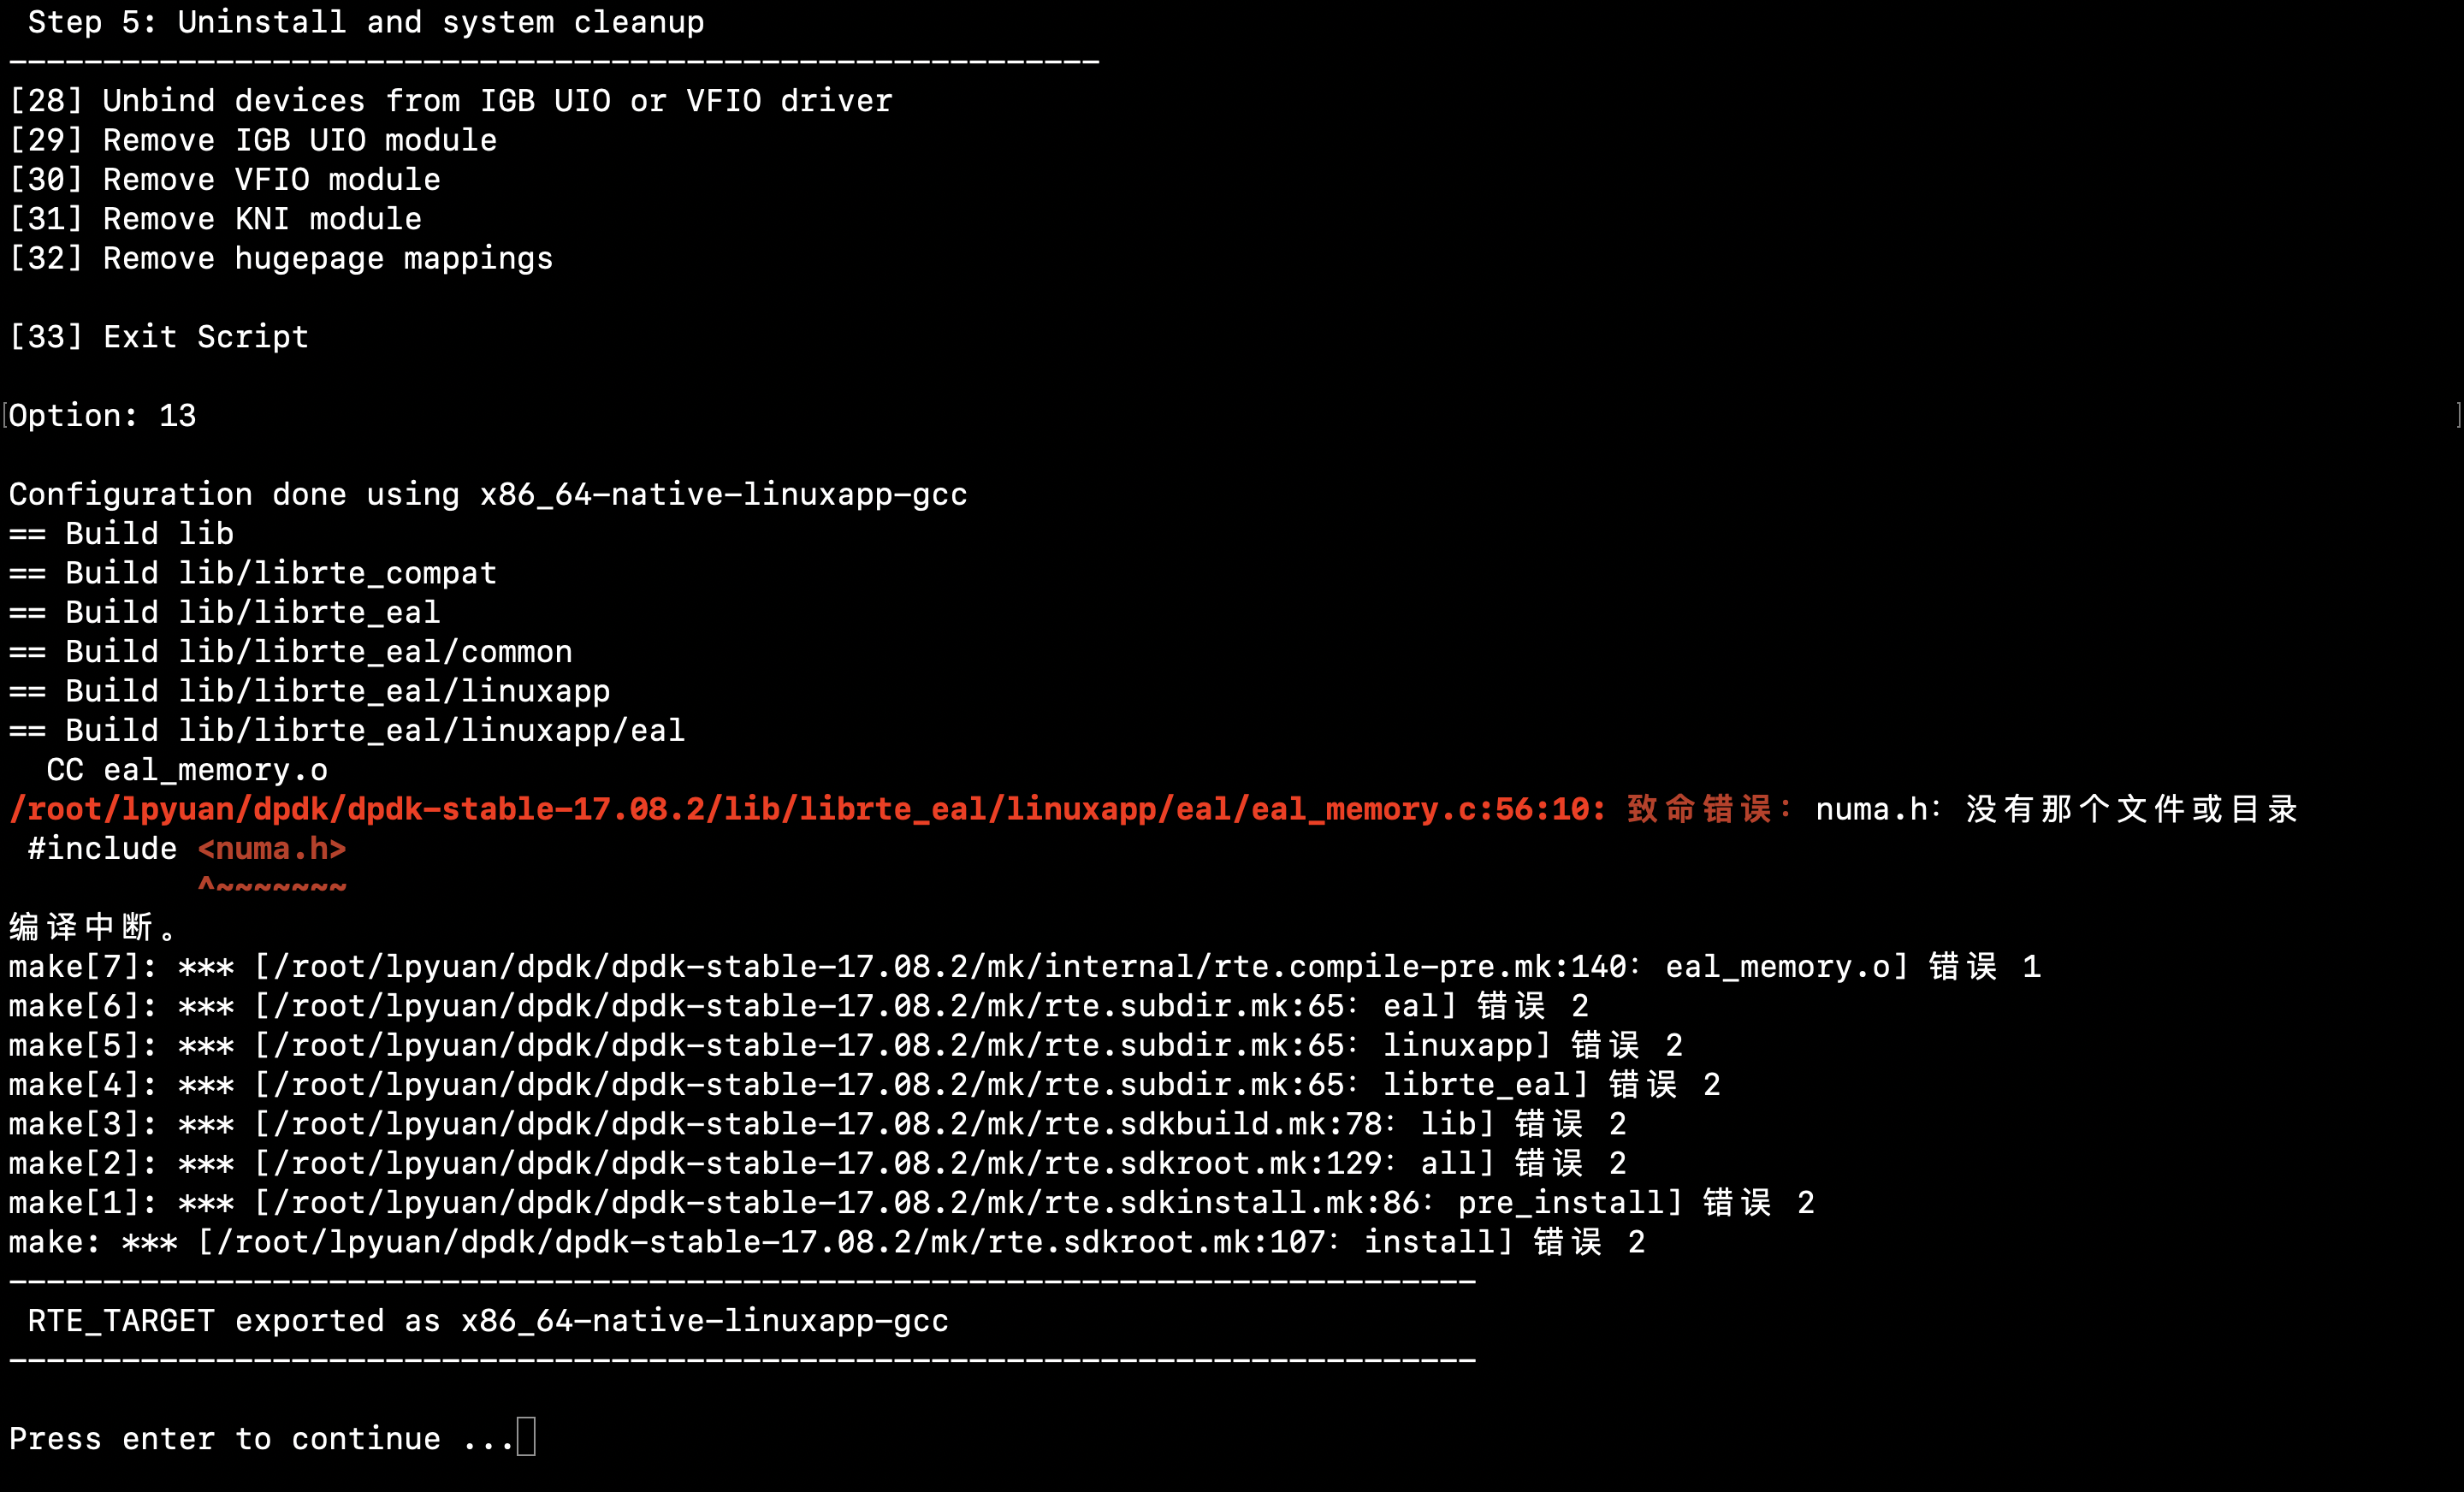 Step 5: Uninstall and system cleanup
----------------------------------------------------------
[28] Unbind devices from IGB UIO or VFIO driver
[29] Remove IGB UIO module
[30] Remove VFIO module
[31] Remove KNI module
[32] Remove hugepage mappings
[33] Exit Script
Option: 13
Configuration done using x86_64-native-linuxapp-gcc
== Build lib
== Build lib/librte_compat
== Build lib/librte_eal
== Build lib/librte_eal/common
== Build lib/librte_eal/linuxapp
== Build lib/librte_eal/linuxapp/eal
CC eal_memory.o
/root/lpyuan/dpdk/dpdk-stable-17.08.2/lib/librte_eal/linuxapp/eal/eal_memory.c:56:10: 致命错误：numa.h：没有那个文件或目录
#include <numa.h>
^~~~~~~~
编译中断。
make[7]: *** [/root/lpyuan/dpdk/dpdk-stable-17.08.2/mk/internal/rte.compile-pre.mk:140：eal_memory.o] 错误 1
make[6]: *** [/root/lpyuan/dpdk/dpdk-stable-17.08.2/mk/rte.subdir.mk:65：eal] 错误 2
make[5]: *** [/root/lpyuan/dpdk/dpdk-stable-17.08.2/mk/rte.subdir.mk:65：linuxapp] 错误 2
make[4]: *** [/root/lpyuan/dpdk/dpdk-stable-17.08.2/mk/rte.subdir.mk:65：librte_eal] 错误 2
make[3]: *** [/root/lpyuan/dpdk/dpdk-stable-17.08.2/mk/rte.sdkbuild.mk:78：lib] 错误 2
make[2]: *** [/root/lpyuan/dpdk/dpdk-stable-17.08.2/mk/rte.sdkroot.mk:129：all] 错误 2
make[1]: *** [/root/lpyuan/dpdk/dpdk-stable-17.08.2/mk/rte.sdkinstall.mk:86：pre_install] 错误 2
make: *** [/root/lpyuan/dpdk/dpdk-stable-17.08.2/mk/rte.sdkroot.mk:107：install] 错误 2
------------------------------------------------------------------------------
RTE_TARGET exported as x86_64-native-linuxapp-gcc
------------------------------------------------------------------------------
Press enter to continue ...